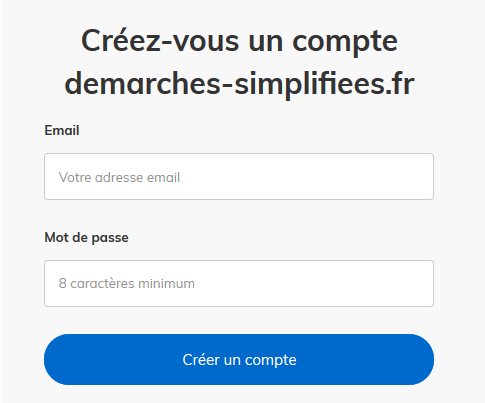 Créez-vous un compte
demarches-simplifiees.fr
Email
Votre adresse email
Mot de passe
8 caractères minimum
Créer un compte